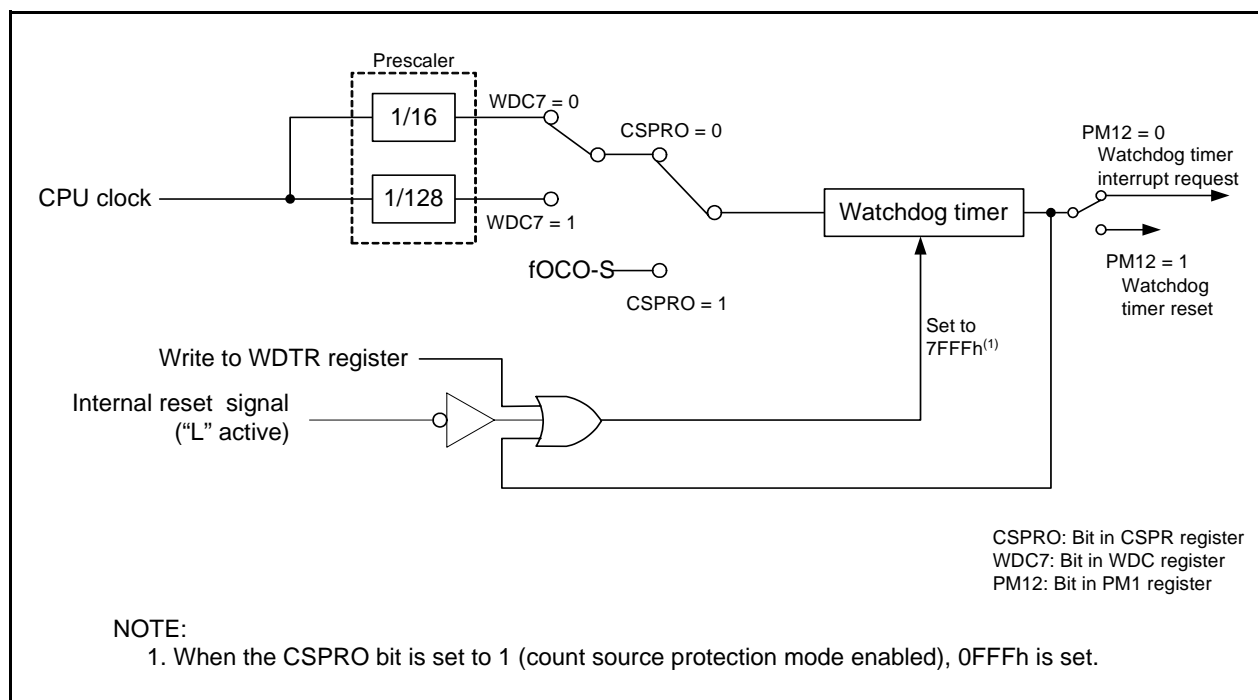 Prescaler
1/16
WDC7 = 0
CSPRO = 0
PM12 = 0
Watchdog timer
interrupt request
CPU clock
1/128
WDC7 = 1
Watchdog timer
fOCO-S
CSPRO = 1
PM12 = 1
Watchdog
timer reset
Set to
7FFFh(1)
Write to WDTR register
Internal reset signal
(“L” active)
CSPRO: Bit in CSPR register
WDC7: Bit in WDC register
PM12: Bit in PM1 register
NOTE:
1. When the CSPRO bit is set to 1 (count source protection mode enabled), 0FFFh is set.